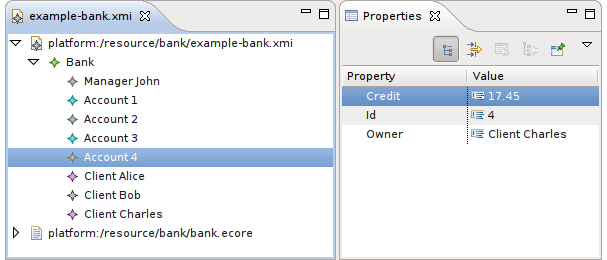 example-bank.xmi
platform:/resource/bank/example-bank.xmi
Bank
Manager John
Account 1
Account 2
Account 3
Account 4
Client Alice
Client Bob
Client Charles
platform:/resource/bank/bank.ecore
Properties
Property Value
Credit 17.45
Id 4
Owner Client Charles